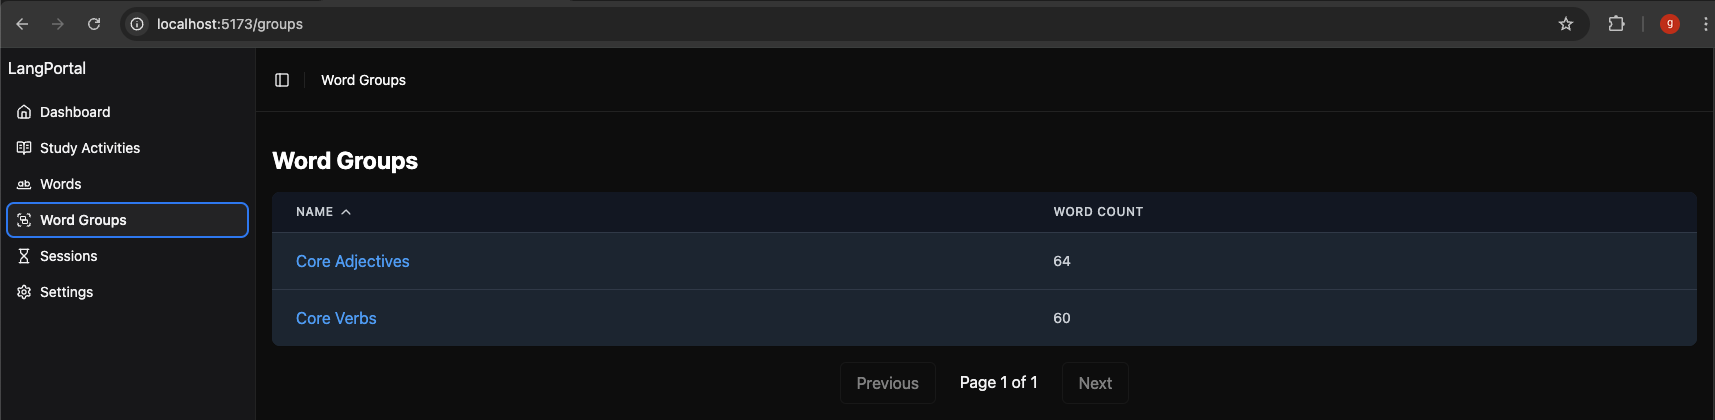 localhost:5173/groups
g
LangPortal
Dashboard
Study Activities
Words
Word Groups
Sessions
Settings
Word Groups
Word Groups
NAME WORD COUNT
Core Adjectives 64
Core Verbs 60
Previous Page 1 of 1 Next